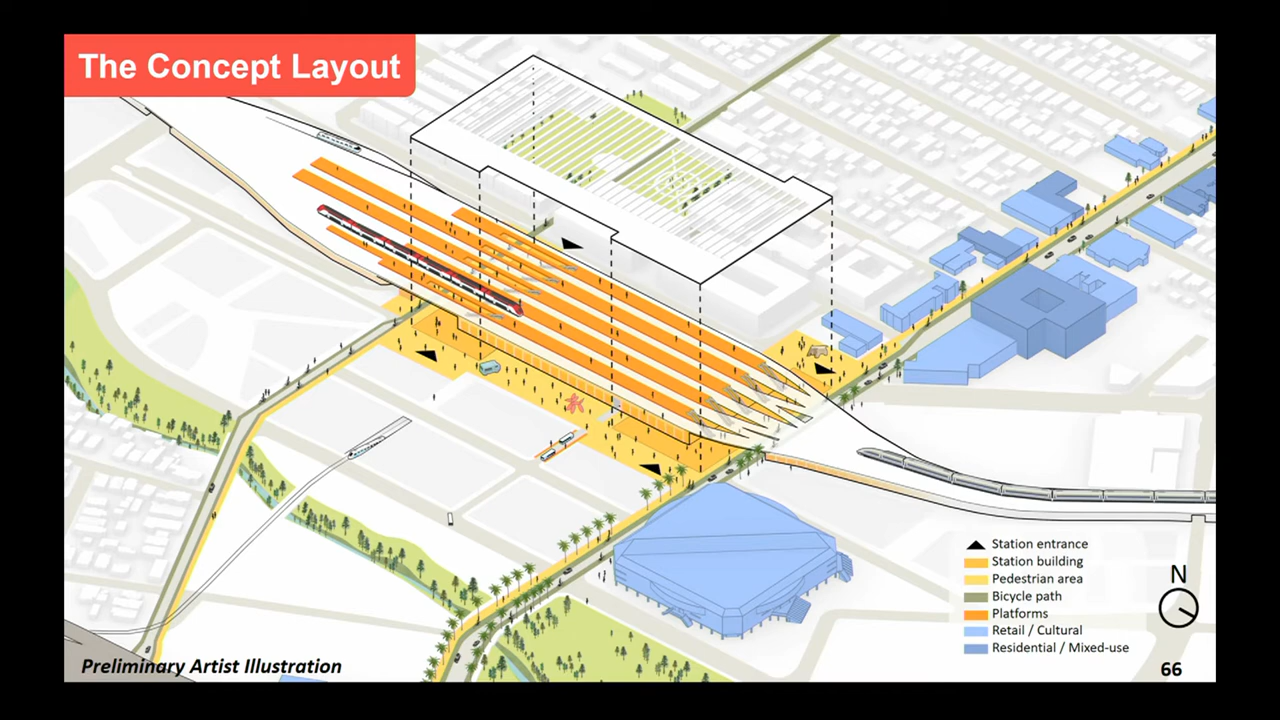 The Concept Layout
Station entrance
Station building
Pedestrian area
Bicycle path
Platforms
Retail / Cultural
Residential / Mixed-use
N
Preliminary Artist Illustration
66